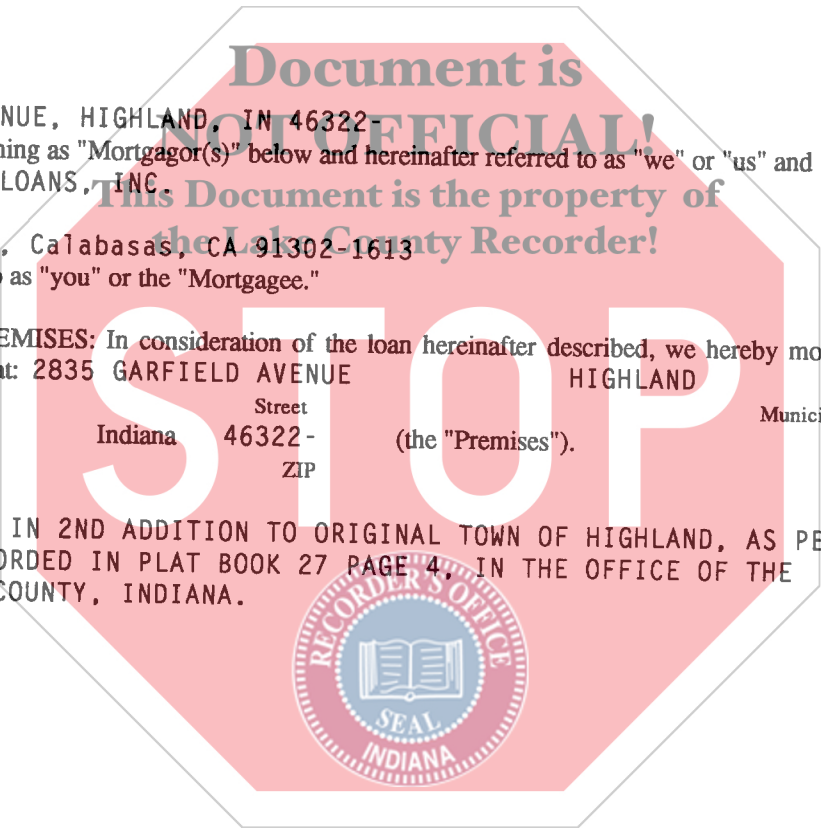 Document is
NUE, HIGHLAND, IN 46322-
NOT OFFICIAL!
ning as "Mortgagor(s)" below and hereinafter referred to as "we" or "us" and
LOANS, INC.
This Document is the property of
the Lake County Recorder!
, Calabasas, CA 91302-1613
o as "you" or the "Mortgagee."
EMISES: In consideration of the loan hereinafter described, we hereby mo
at: 2835 GARFIELD AVENUE HIGHLAND
Street Munici
Indiana 46322- (the "Premises").
ZIP
STOP
IN 2ND ADDITION TO ORIGINAL TOWN OF HIGHLAND, AS PE
ORDED IN PLAT BOOK 27 PAGE 4, IN THE OFFICE OF THE
COUNTY, INDIANA.
RECORDER'S OFFICE
SEAL
INDIANA